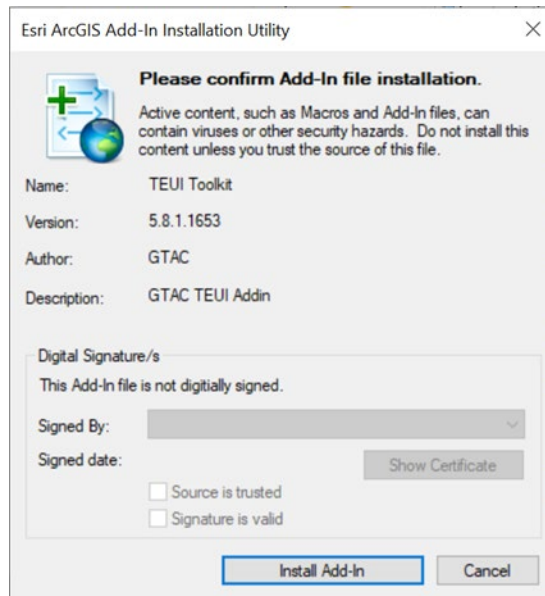 Esri ArcGIS Add-In Installation Utility
Please confirm Add-In file installation.
Active content, such as Macros and Add-In files, can
contain viruses or other security hazards. Do not install this
content unless you trust the source of this file.
Name: TEUI Toolkit
Version: 5.8.1.1653
Author: GTAC
Description: GTAC TEUI Addin
Digital Signature/s
This Add-In file is not digitially signed.
Signed By:
Signed date:
Show Certificate
Source is trusted
Signature is valid
Install Add-In Cancel